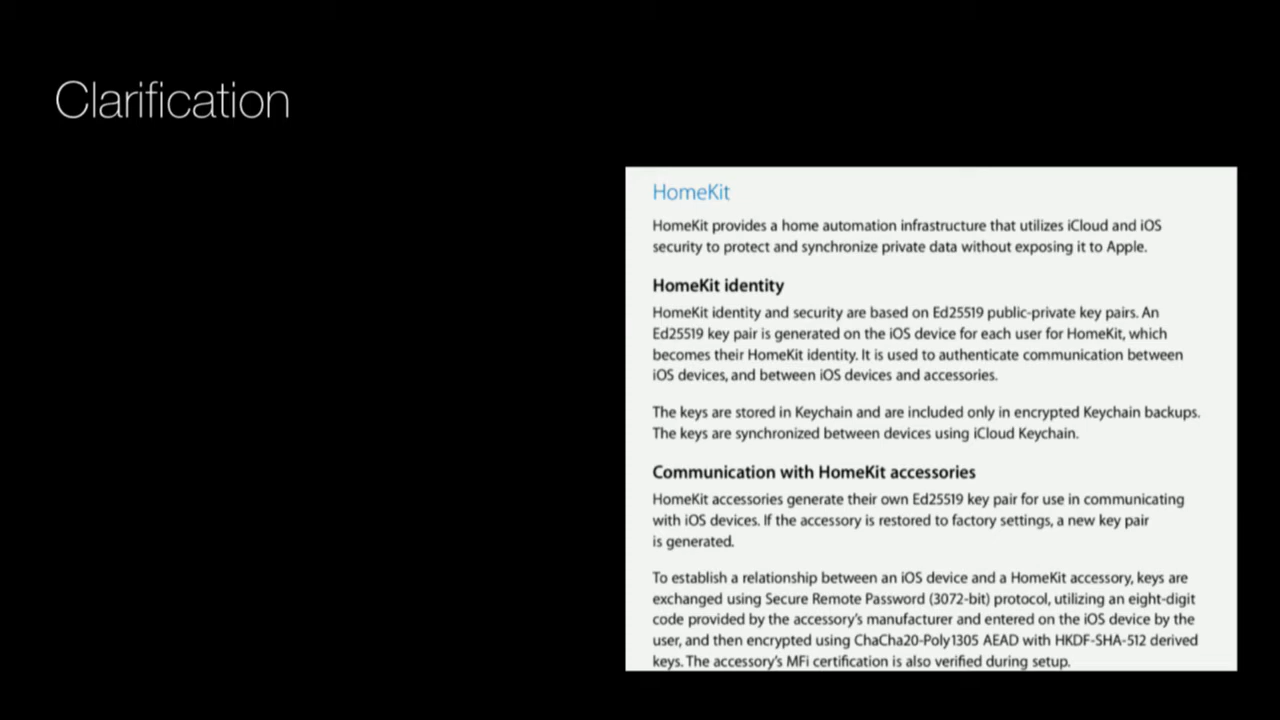 Clarification
HomeKit
HomeKit provides a home automation infrastructure that utilizes iCloud and iOS
security to protect and synchronize private data without exposing it to Apple.
HomeKit identity
HomeKit identity and security are based on Ed25519 public-private key pairs. An
Ed25519 key pair is generated on the iOS device for each user for HomeKit, which
becomes their HomeKit identity. It is used to authenticate communication between
iOS devices, and between iOS devices and accessories.
The keys are stored in Keychain and are included only in encrypted Keychain backups.
The keys are synchronized between devices using iCloud Keychain.
Communication with HomeKit accessories
HomeKit accessories generate their own Ed25519 key pair for use in communicating
with iOS devices. If the accessory is restored to factory settings, a new key pair
is generated.
To establish a relationship between an iOS device and a HomeKit accessory, keys are
exchanged using Secure Remote Password (3072-bit) protocol, utilizing an eight-digit
code provided by the accessory's manufacturer and entered on the iOS device by the
user, and then encrypted using ChaCha20-Poly1305 AEAD with HKDF-SHA-512 derived
keys. The accessory's MFi certification is also verified during setup.